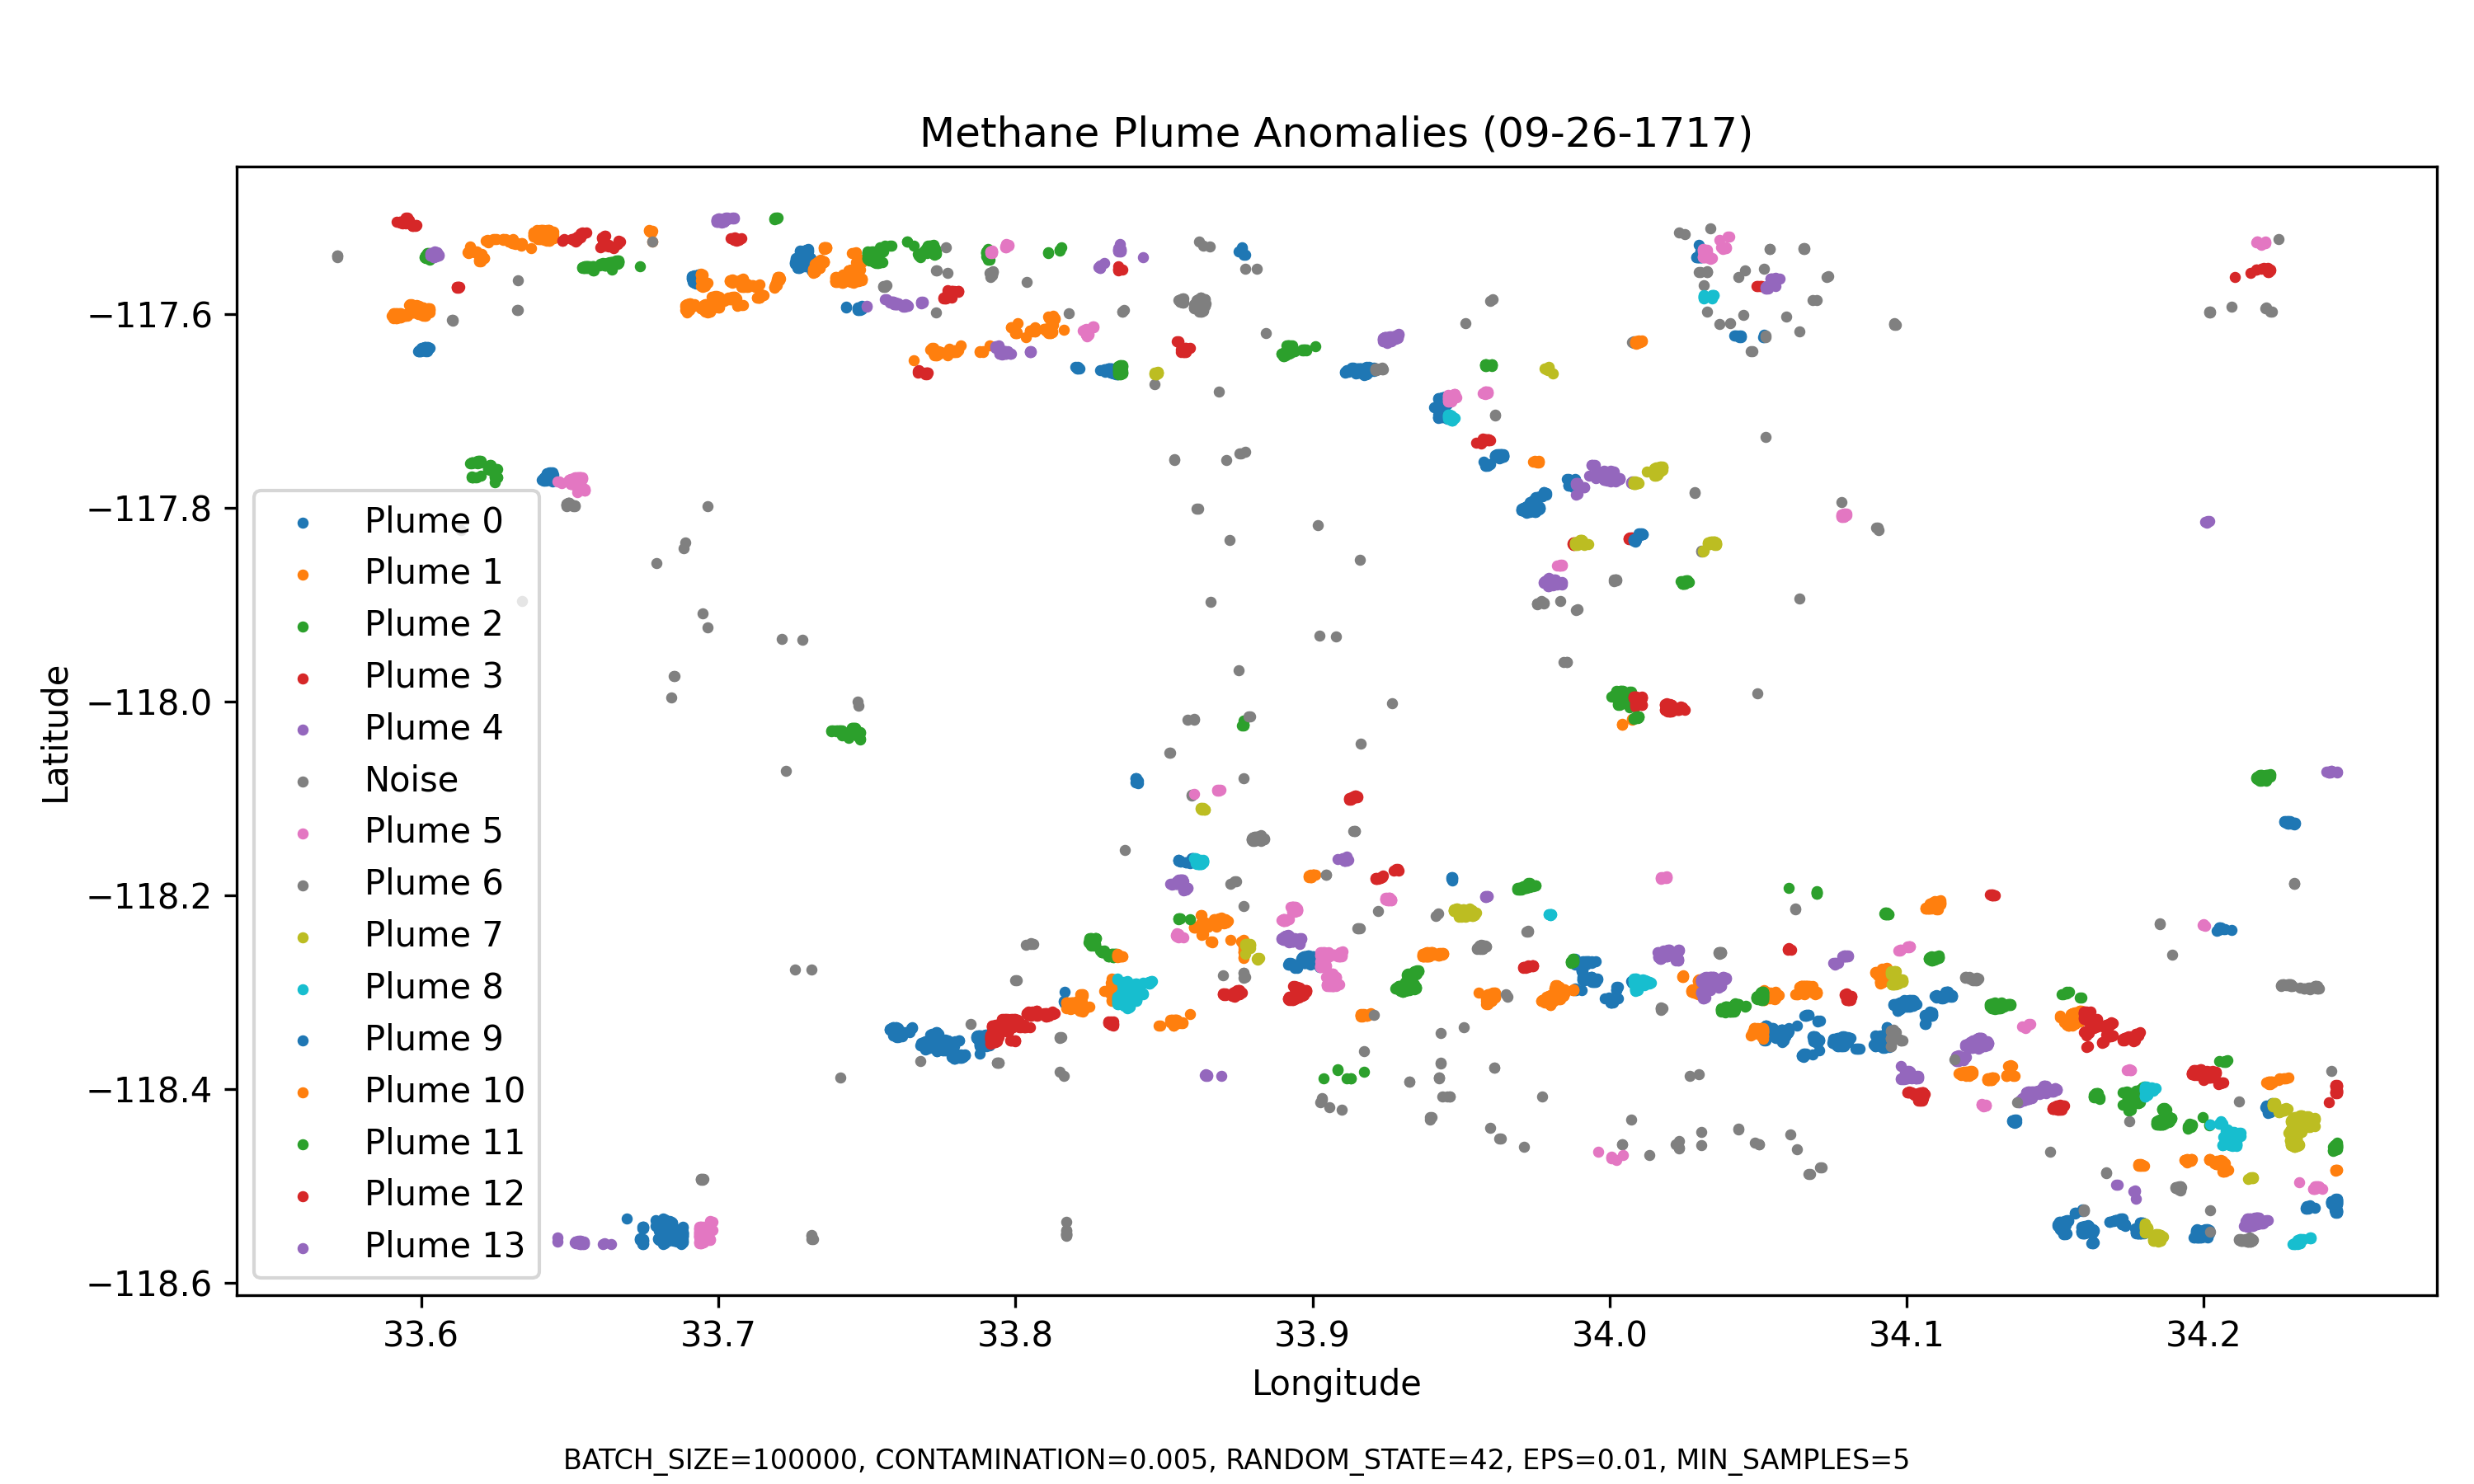 Methane Plume Anomalies (09-26-1717)
Latitude
−117.6
−117.8
−118.0
−118.2
−118.4
−118.6
Plume 0
Plume 1
Plume 2
Plume 3
Plume 4
Noise
Plume 5
Plume 6
Plume 7
Plume 8
Plume 9
Plume 10
Plume 11
Plume 12
Plume 13
33.6 33.7 33.8 33.9 34.0 34.1 34.2
Longitude
BATCH_SIZE=100000, CONTAMINATION=0.005, RANDOM_STATE=42, EPS=0.01, MIN_SAMPLES=5